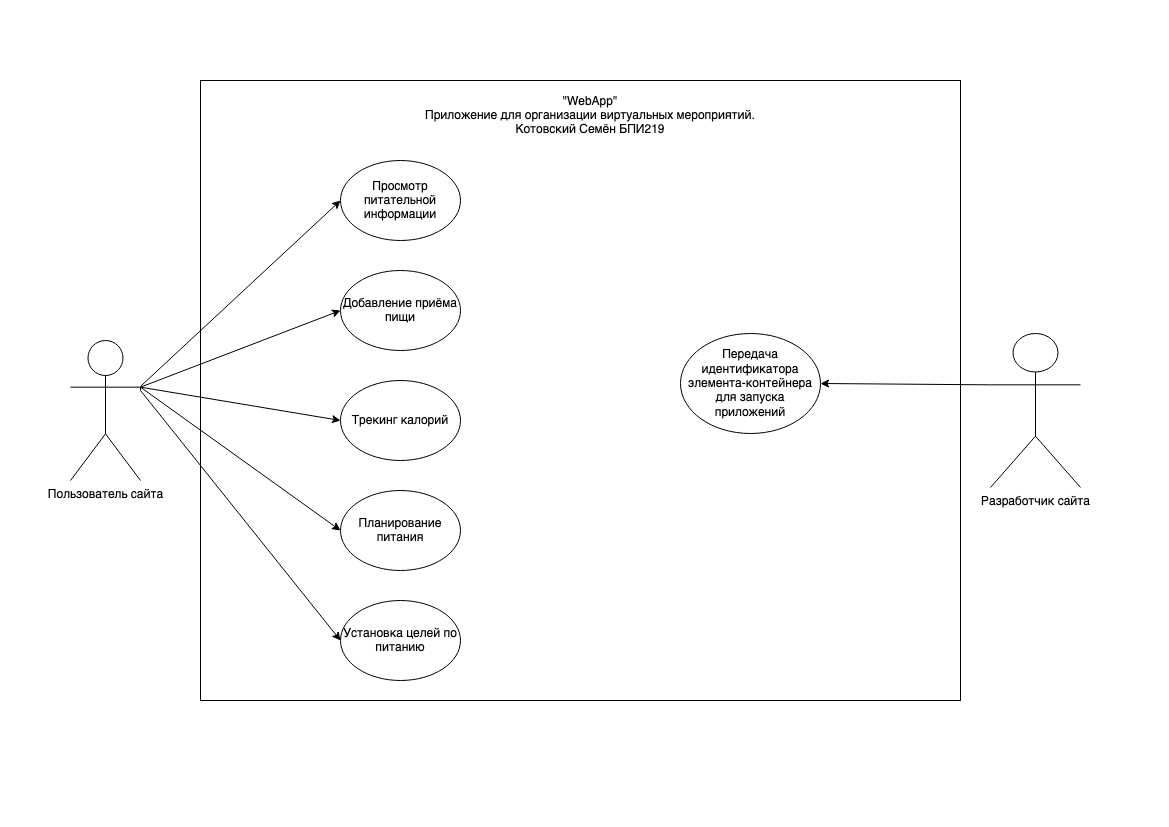 "WebApp"
Приложение для организации виртуальных мероприятий.
Котовский Семён БПИ219
Просмотр
питательной
информации
Добавление приёма
пищи
Трекинг калорий
Планирование
питания
Установка целей по
питанию
Пользователь сайта
Передача
идентификатора
элемента-контейнера
для запуска
приложений
Разработчик сайта